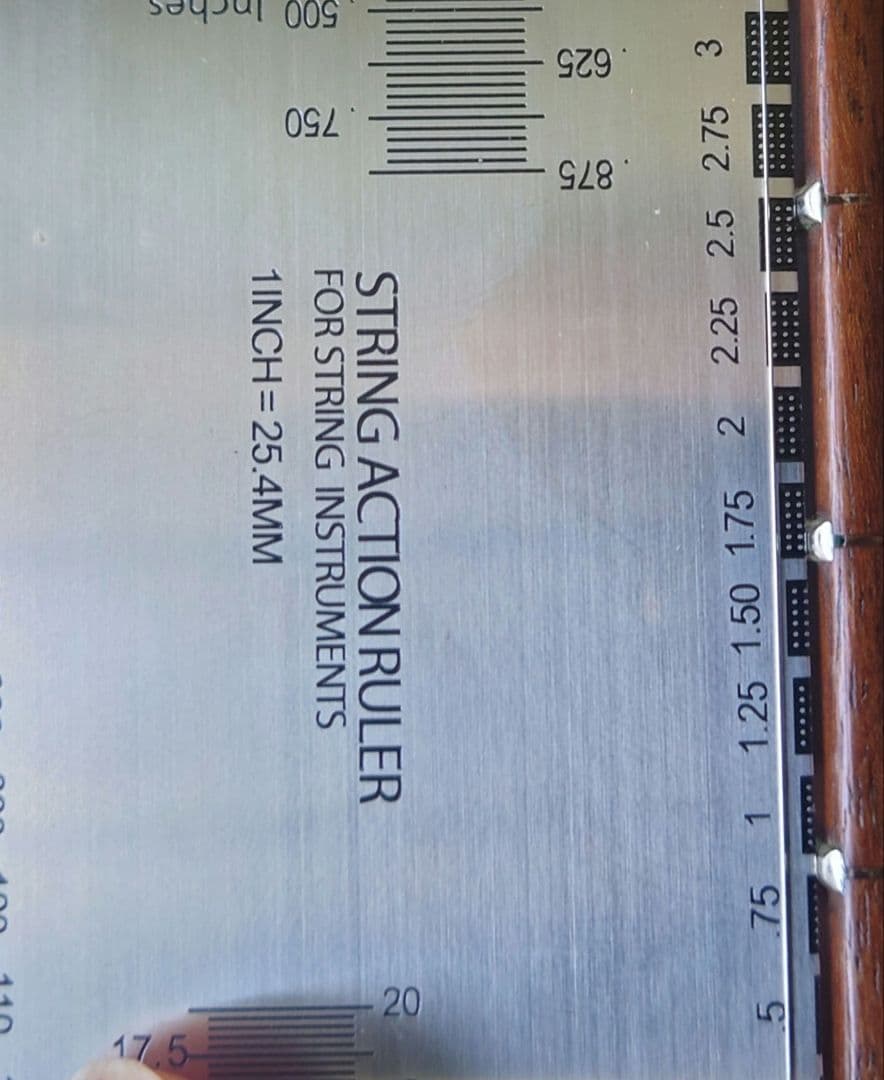 STRING ACTION RULER
FOR STRING INSTRUMENTS
1INCH = 25.4MM
.500 Inches
.625
.750
.875
3 2.75 2.5 2.25 2 1.75 1.50 1.25 1 .75 .5
20
17.5